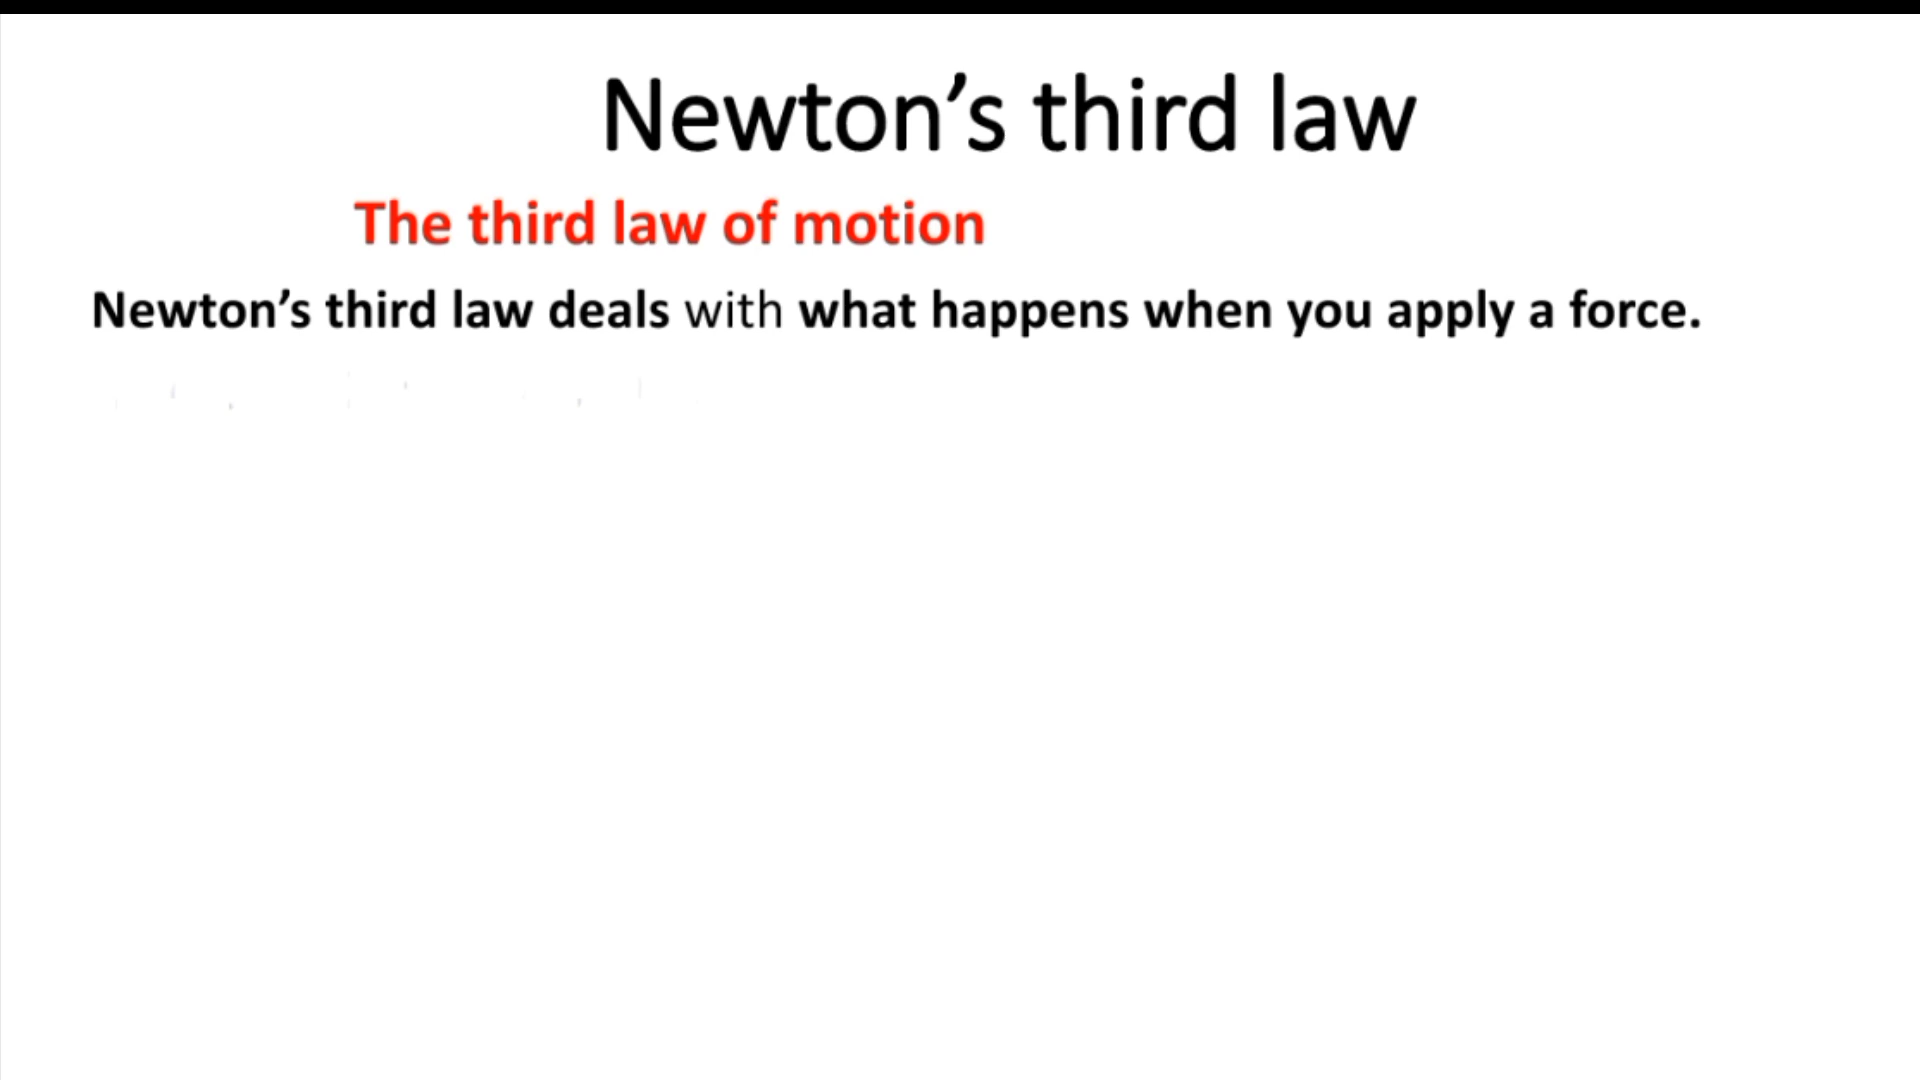 Newton’s third law
The third law of motion
Newton’s third law deals with what happens when you apply a force.